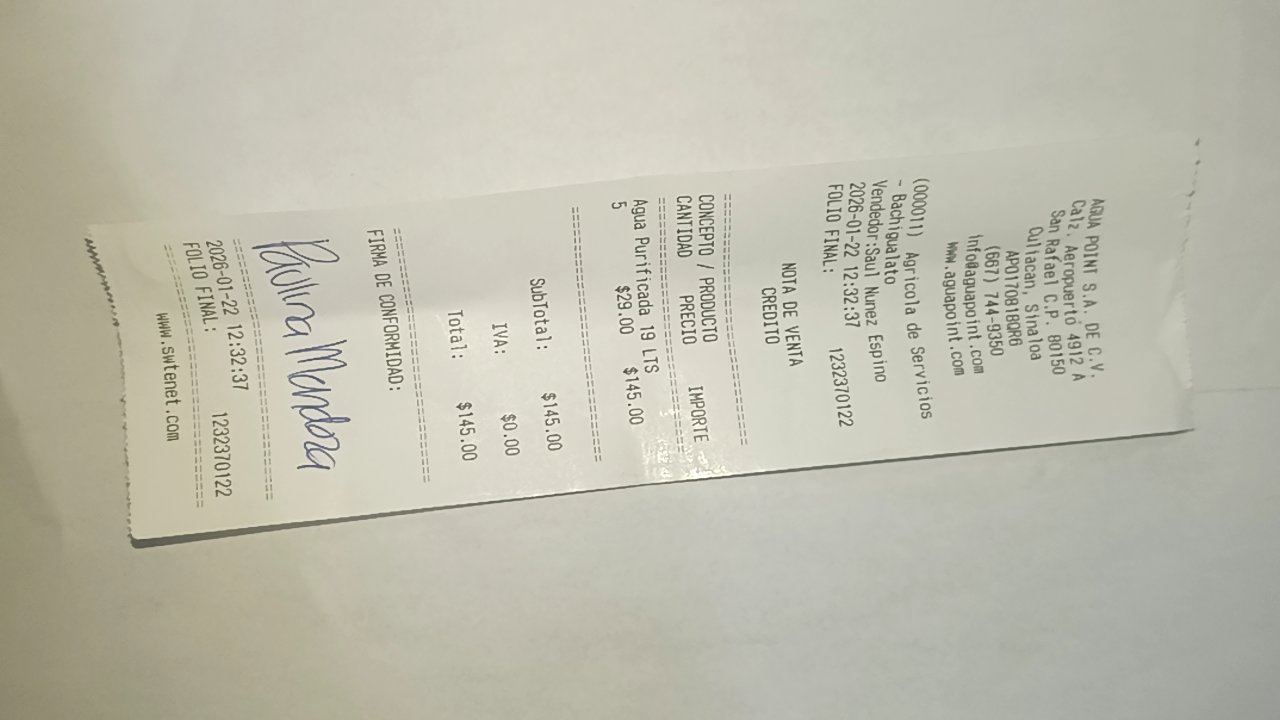 AGUA POINT S.A. DE C.V.
Calz. Aeropuerto 4912 A
San Rafael C.P. 80150
Culiacan, Sinaloa
APO170818QR6
(667) 744-9350
info@aguapoint.com
www.aguapoint.com
(000011) Agricola de Servicios
- Bachigualato
Vendedor:Saul Nunez Espino
2026-01-22 12:32:37
FOLIO FINAL: 1232370122
NOTA DE VENTA
CREDITO
CONCEPTO / PRODUCTO
CANTIDAD PRECIO IMPORTE
Agua Purificada 19 LTS
5 $29.00 $145.00
SubTotal: $145.00
IVA: $0.00
Total: $145.00
FIRMA DE CONFORMIDAD:
Paulina Mendoza
2026-01-22 12:32:37
FOLIO FINAL: 1232370122
www.swtenet.com